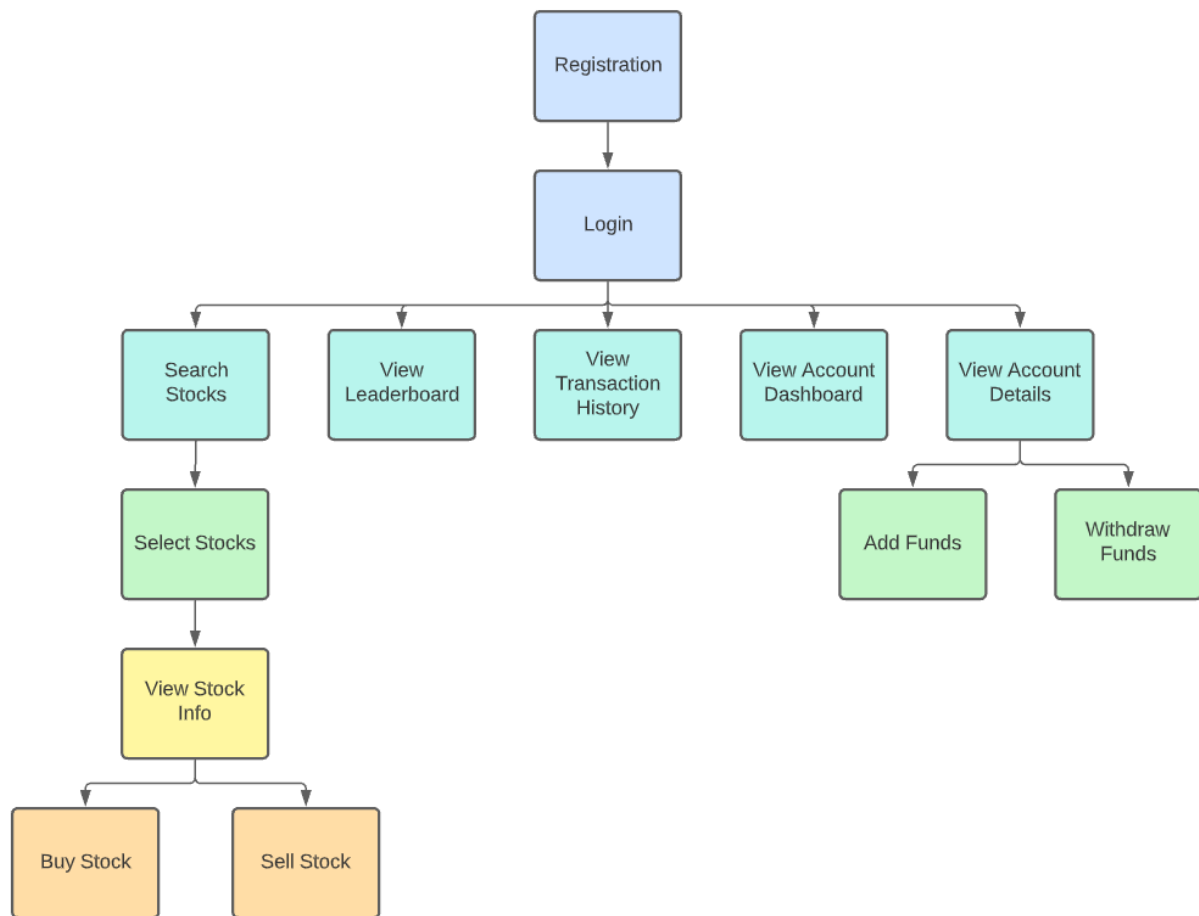 Registration
Login
Search
Stocks
View
Leaderboard
View
Transaction
History
View Account
Dashboard
View Account
Details
Select Stocks
Add Funds
Withdraw
Funds
View Stock
Info
Buy Stock
Sell Stock